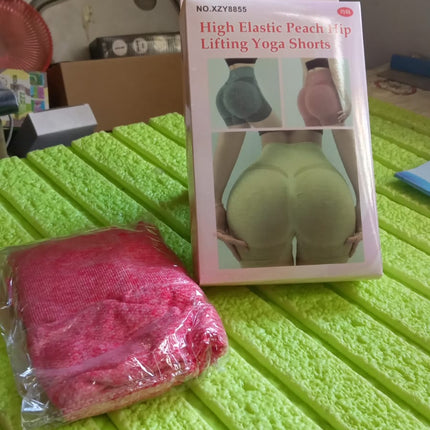 NO.XZY8855
High Elastic Peach Hip
Lifting Yoga Shorts